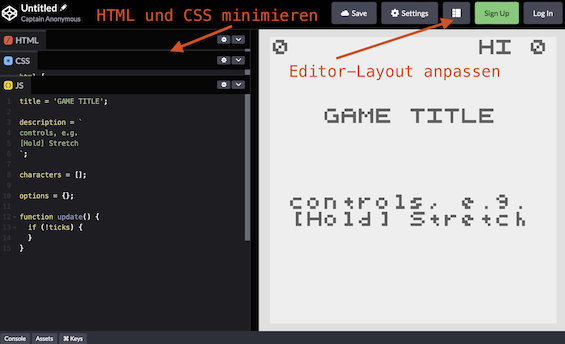 Untitled
Captain Anonymous
HTML und CSS minimieren
Save
Settings
Sign Up
Log In
HTML
CSS
html {
JS
1 title = 'GAME TITLE';
2
3 description = `
4 controls, e.g.
5 [Hold] Stretch
6 `;
7
8 characters = [];
9
10 options = {};
11
12 function update() {
13 if (!ticks) {
14 }
15 }
0 HI 0
Editor-Layout anpassen
GAME TITLE
controls, e.g.
[Hold] Stretch
Console Assets ⌘ Keys